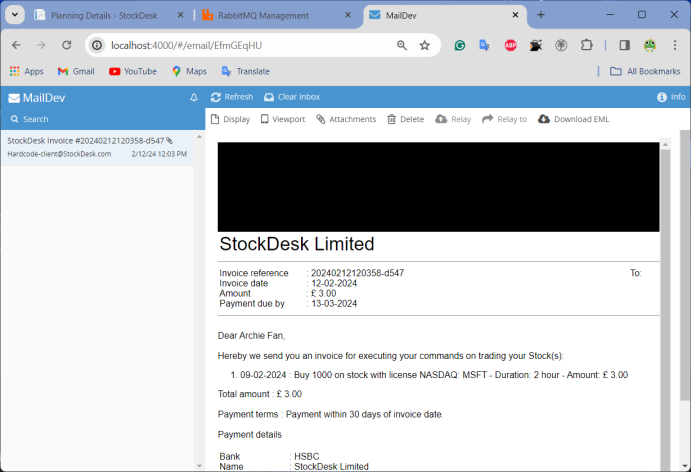 Planning Details - StockDesk
RabbitMQ Management
MailDev
localhost:4000/#/email/EfmGEqHU
Apps
Gmail
YouTube
Maps
Translate
All Bookmarks
MailDev
Refresh
Clear Inbox
Info
Search
Display
Viewport
Attachments
Delete
Relay
Relay to
Download EML
StockDesk Invoice #20240212120358-d547
Hardcode-client@StockDesk.com 2/12/24 12:03 PM
StockDesk Limited
Invoice reference : 20240212120358-d547 To:
Invoice date : 12-02-2024
Amount : £ 3.00
Payment due by : 13-03-2024
Dear Archie Fan,
Hereby we send you an invoice for executing your commands on trading your Stock(s):
1. 09-02-2024 : Buy 1000 on stock with license NASDAQ: MSFT - Duration: 2 hour - Amount: £ 3.00
Total amount : £ 3.00
Payment terms : Payment within 30 days of invoice date.
Payment details
Bank : HSBC
Name : StockDesk Limited